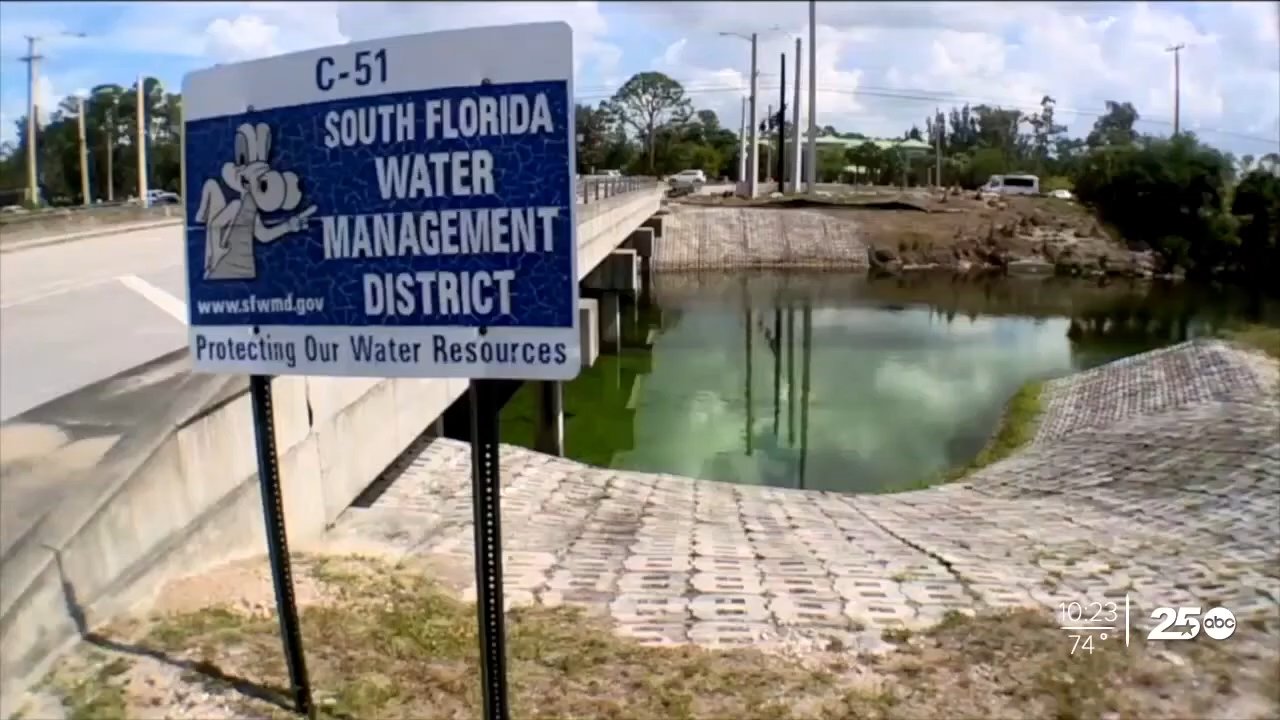 C-51
SOUTH FLORIDA
WATER
MANAGEMENT
DISTRICT
www.sfwmd.gov
Protecting Our Water Resources
10:23
74°
25 abc